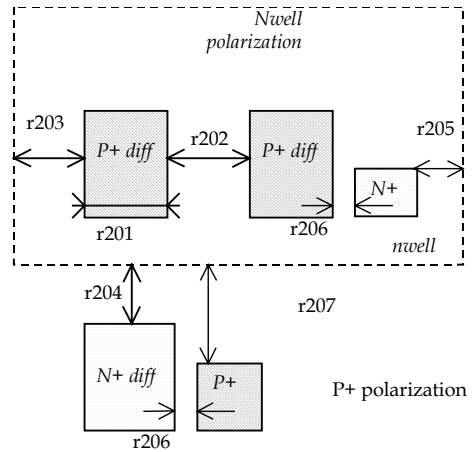 Nwell
polarization
r203
r202
r205
P+ diff
P+ diff
N+
r201
r206
nwell
r204
r207
N+ diff
P+
P+ polarization
r206